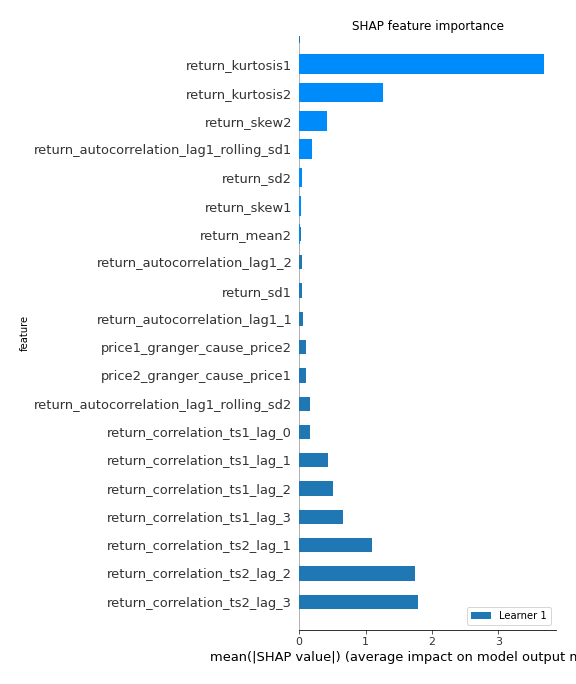 SHAP feature importance
return_kurtosis1
return_kurtosis2
return_skew2
return_autocorrelation_lag1_rolling_sd1
return_sd2
return_skew1
return_mean2
return_autocorrelation_lag1_2
return_sd1
return_autocorrelation_lag1_1
price1_granger_cause_price2
price2_granger_cause_price1
return_autocorrelation_lag1_rolling_sd2
return_correlation_ts1_lag_0
return_correlation_ts1_lag_1
return_correlation_ts1_lag_2
return_correlation_ts1_lag_3
return_correlation_ts2_lag_1
return_correlation_ts2_lag_2
return_correlation_ts2_lag_3
feature
Learner 1
0 1 2 3
mean(|SHAP value|) (average impact on model output